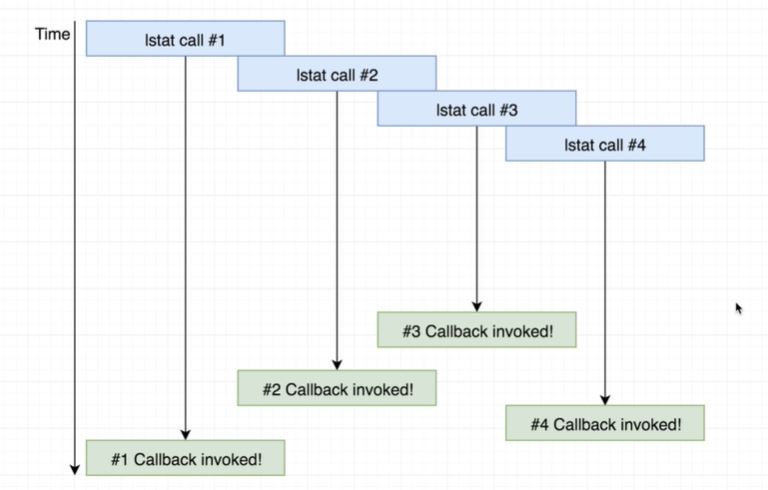 Time
lstat call #1
lstat call #2
lstat call #3
lstat call #4
#3 Callback invoked!
#2 Callback invoked!
#4 Callback invoked!
#1 Callback invoked!